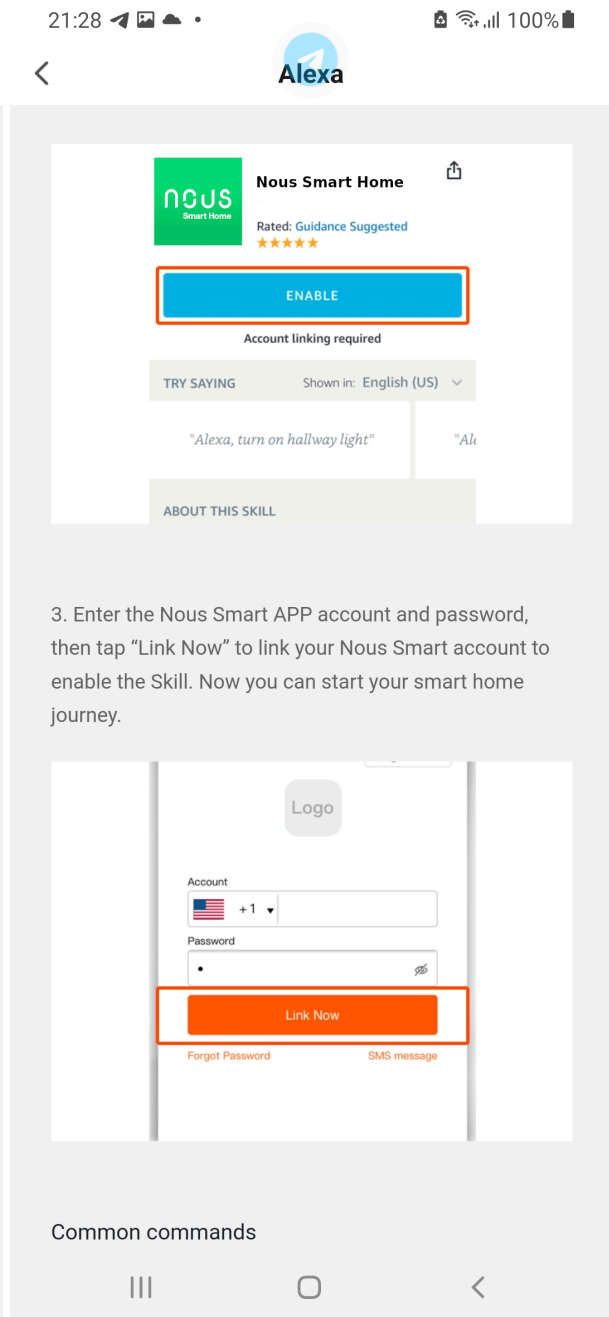 21:28
100%
Alexa
nous
Smart Home
Nous Smart Home
Rated: Guidance Suggested
ENABLE
Account linking required
TRY SAYING
Shown in: English (US)
"Alexa, turn on hallway light"
"Al
ABOUT THIS SKILL
3. Enter the Nous Smart APP account and password,
then tap “Link Now” to link your Nous Smart account to
enable the Skill. Now you can start your smart home
journey.
Logo
Account
+1
Password
Link Now
Forgot Password
SMS message
Common commands